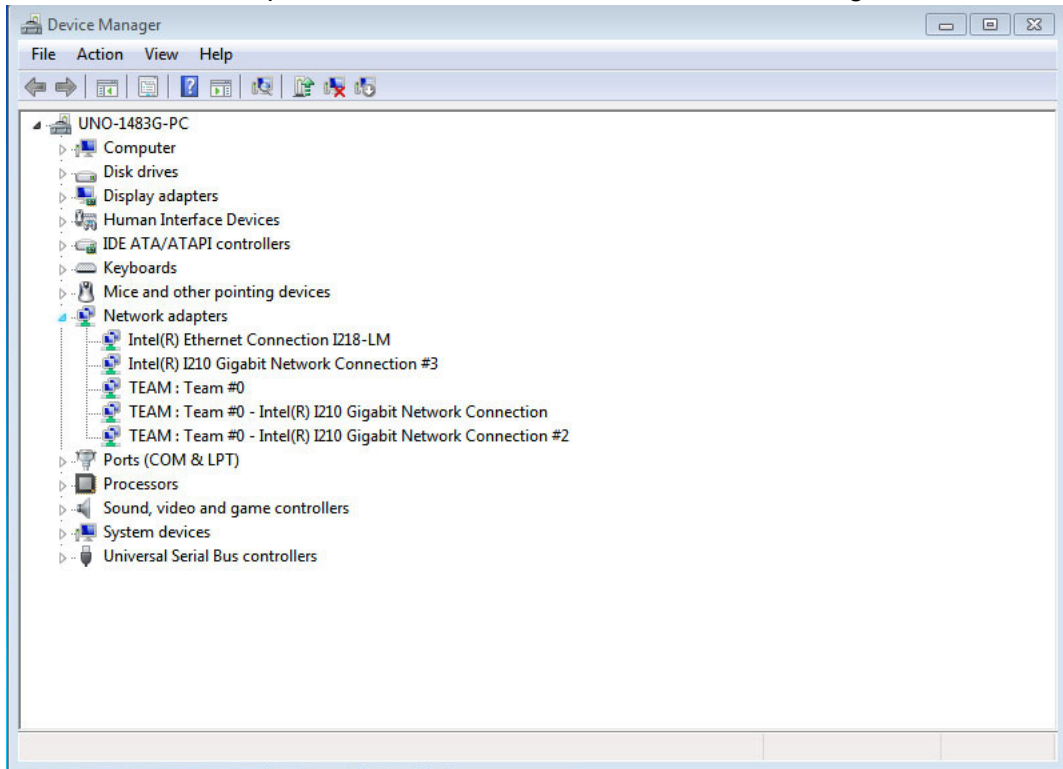 Device Manager
File Action View Help
UNO-1483G-PC
Computer
Disk drives
Display adapters
Human Interface Devices
IDE ATA/ATAPI controllers
Keyboards
Mice and other pointing devices
Network adapters
Intel(R) Ethernet Connection I218-LM
Intel(R) I210 Gigabit Network Connection #3
TEAM : Team #0
TEAM : Team #0 - Intel(R) I210 Gigabit Network Connection
TEAM : Team #0 - Intel(R) I210 Gigabit Network Connection #2
Ports (COM & LPT)
Processors
Sound, video and game controllers
System devices
Universal Serial Bus controllers